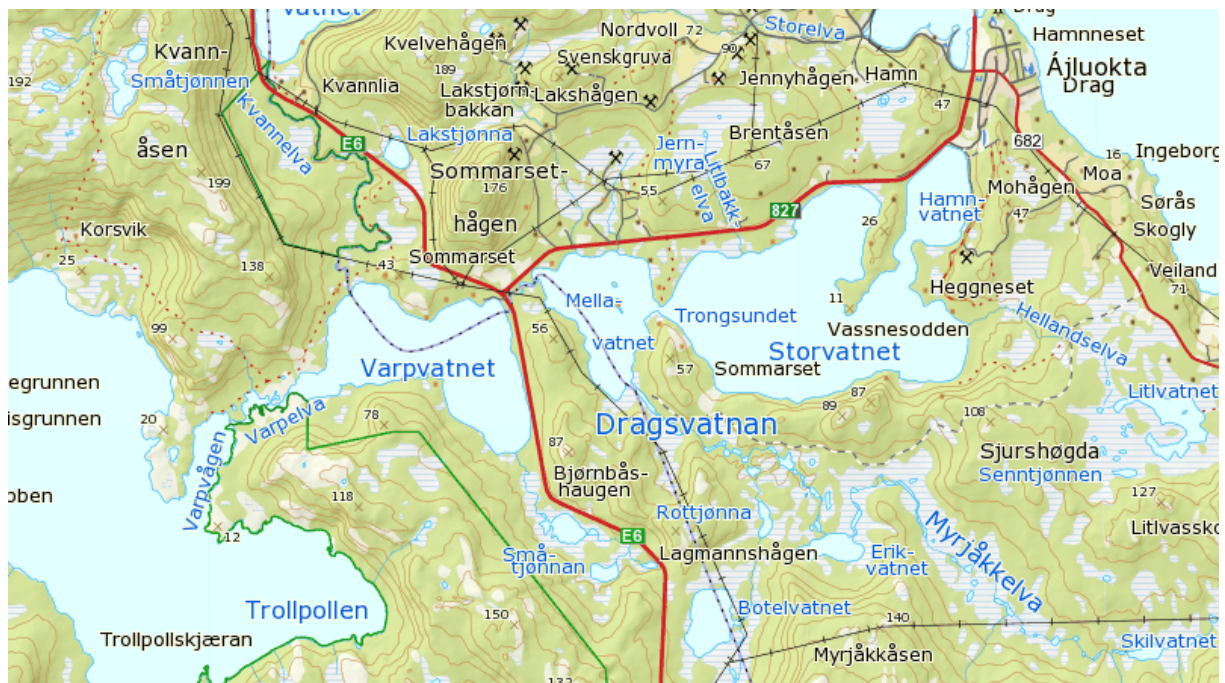 vatnet
Drag
Nordvoll
72
Storelva
Hamnneset
Kvann-
Kvelvehågen
Svenskgruva
90
192
Småtjønnen
189
Jennyhågen
Hamn
Ájluokta
Drag
Kvannlia
Lakstjørn-
bakkan
Lakshågen
47
Kvannelva
E6
Lakstjønna
Jern-
myra
Brentåsen
682
åsen
Litlbakk-
elva
67
16
Ingeborg
199
Sommarset-
176
55
Mohågen
Moa
Hamn-
vatnet
Sørås
827
26
47
Skogly
Korsvik
hågen
25
138
43
Sommarset
Veiland
71
Heggneset
11
Mella-
vatnet
Trongsundet
Hellandselva
99
56
Vassnesodden
Varpvatnet
57
Sommarset
Storvatnet
egrunnen
87
89
Litlvatnet
isgrunnen
20
Varpelva
78
Dragsvatnan
108
Varpvågen
87
Sjurshøgda
Bjørnbås-
haugen
Senntjønnen
bben
118
127
Rottjønna
Myrjåkkelva
Litlvassko
12
E6
Små-
tjønnan
Lagmannshågen
Erik-
vatnet
Trollpollen
150
Botelvatnet
140
Trollpollskjæran
Skilvatnet
Myrjåkkåsen
132